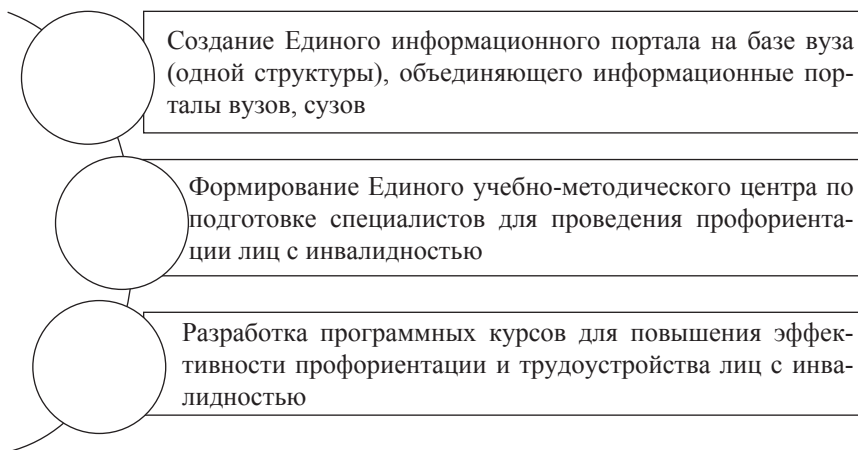 Создание Единого информационного портала на базе вуза
(одной структуры), объединяющего информационные пор-
талы вузов, сузов
Формирование Единого учебно-методического центра по
подготовке специалистов для проведения профориента-
ции лиц с инвалидностью
Разработка программных курсов для повышения эффек-
тивности профориентации и трудоустройства лиц с инва-
лидностью